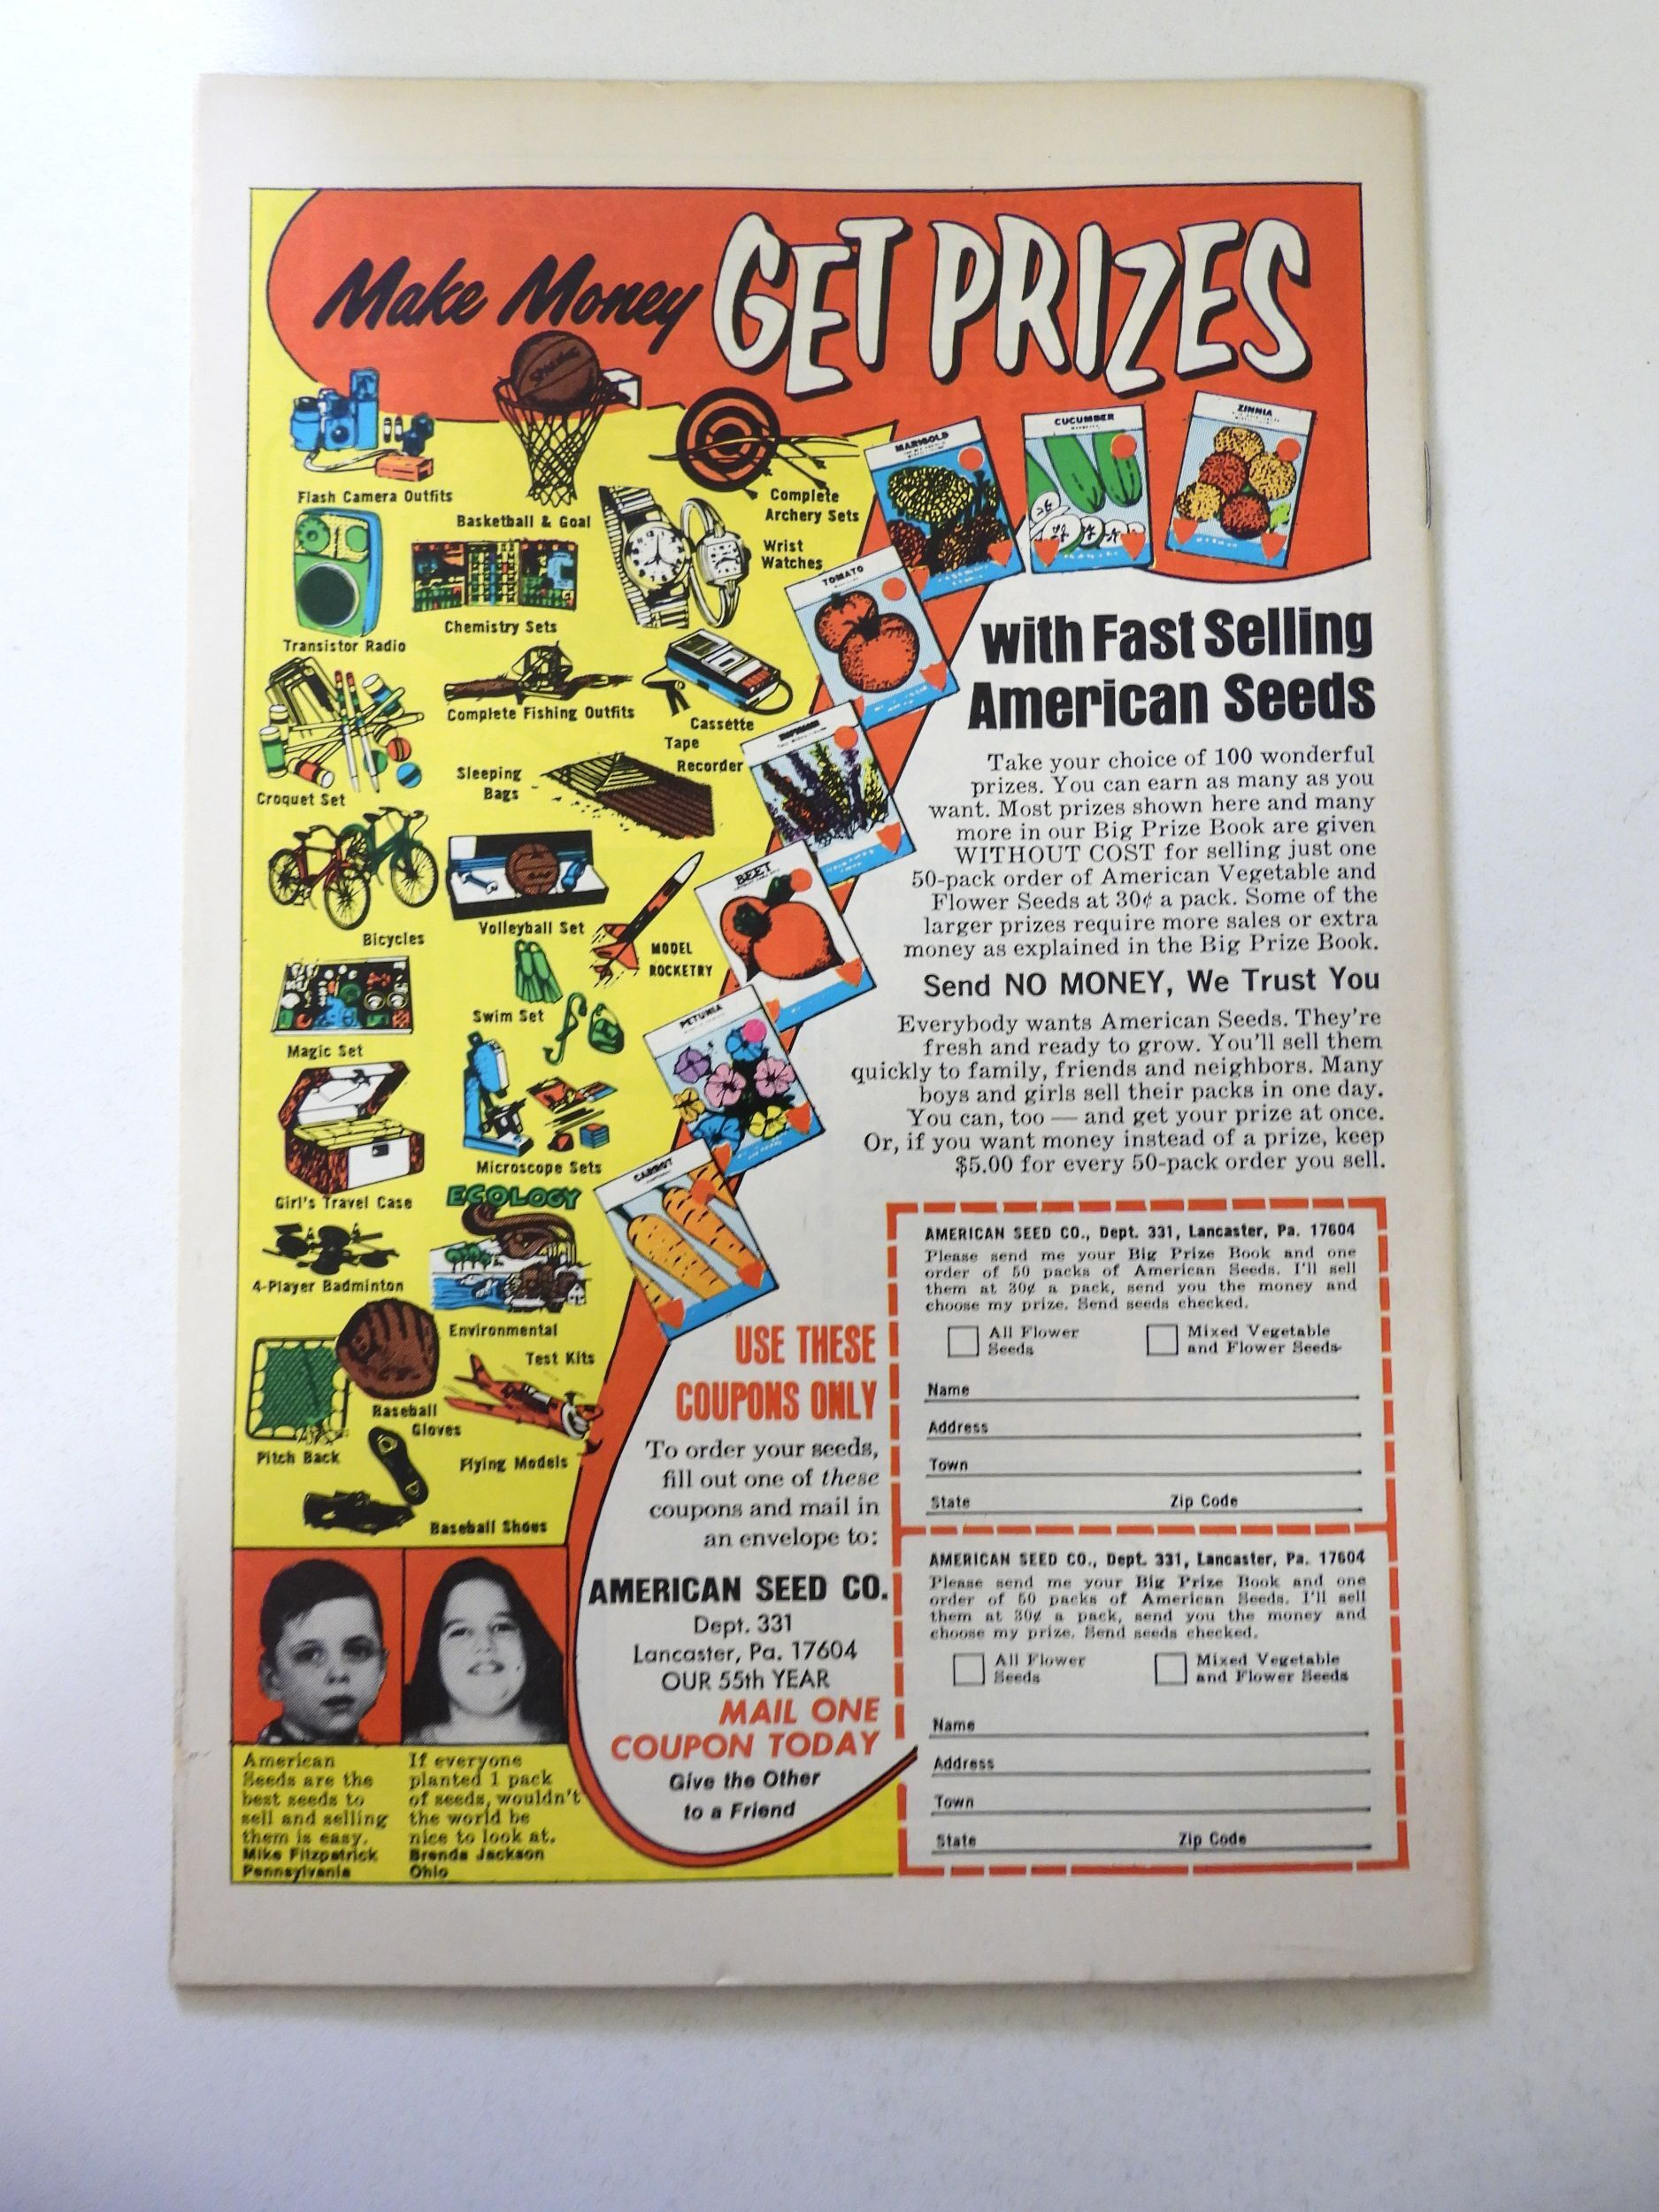 Make Money GET PRIZES
Flash Camera Outfits
Basketball & Goal
Complete
Archery Sets
Transistor Radio
Chemistry Sets
Wrist
Watches
Croquet Set
Complete Fishing Outfits
Cassette
Tape
Recorder
Sleeping
Bags
Bicycles
Volleyball Set
MODEL
ROCKETRY
Magic Set
Swim Set
Girl's Travel Case
Microscope Sets
ECOLOGY
4-Player Badminton
Environmental
Test Kits
Baseball
Gloves
Pitch Back
Flying Models
Baseball Shoes
MARIGOLD
CUCUMBER
ZINNIA
TOMATO
BEET
PETUNIA
CARROT
with Fast Selling
American Seeds
Take your choice of 100 wonderful
prizes. You can earn as many as you
want. Most prizes shown here and many
more in our Big Prize Book are given
WITHOUT COST for selling just one
50-pack order of American Vegetable and
Flower Seeds at 30¢ a pack. Some of the
larger prizes require more sales or extra
money as explained in the Big Prize Book.
Send NO MONEY, We Trust You
Everybody wants American Seeds. They're
fresh and ready to grow. You'll sell them
quickly to family, friends and neighbors. Many
boys and girls sell their packs in one day.
You can, too — and get your prize at once.
Or, if you want money instead of a prize, keep
$5.00 for every 50-pack order you sell.
USE THESE
COUPONS ONLY
To order your seeds,
fill out one of these
coupons and mail in
an envelope to:
AMERICAN SEED CO.
Dept. 331
Lancaster, Pa. 17604
OUR 55th YEAR
MAIL ONE
COUPON TODAY
Give the Other
to a Friend
AMERICAN SEED CO., Dept. 331, Lancaster, Pa. 17604
Please send me your Big Prize Book and one
order of 50 packs of American Seeds. I'll sell
them at 30¢ a pack, send you the money and
choose my prize. Send seeds checked.
All Flower
Seeds
Mixed Vegetable
and Flower Seeds
Name
Address
Town
State Zip Code
AMERICAN SEED CO., Dept. 331, Lancaster, Pa. 17604
Please send me your Big Prize Book and one
order of 50 packs of American Seeds. I'll sell
them at 30¢ a pack, send you the money and
choose my prize. Send seeds checked.
All Flower
Seeds
Mixed Vegetable
and Flower Seeds
Name
Address
Town
State Zip Code
American
Seeds are the
best seeds to
sell and selling
them is easy.
Mike Fitzpatrick
Pennsylvania
If everyone
planted 1 pack
of seeds, wouldn't
the world be
nice to look at.
Brenda Jackson
Ohio